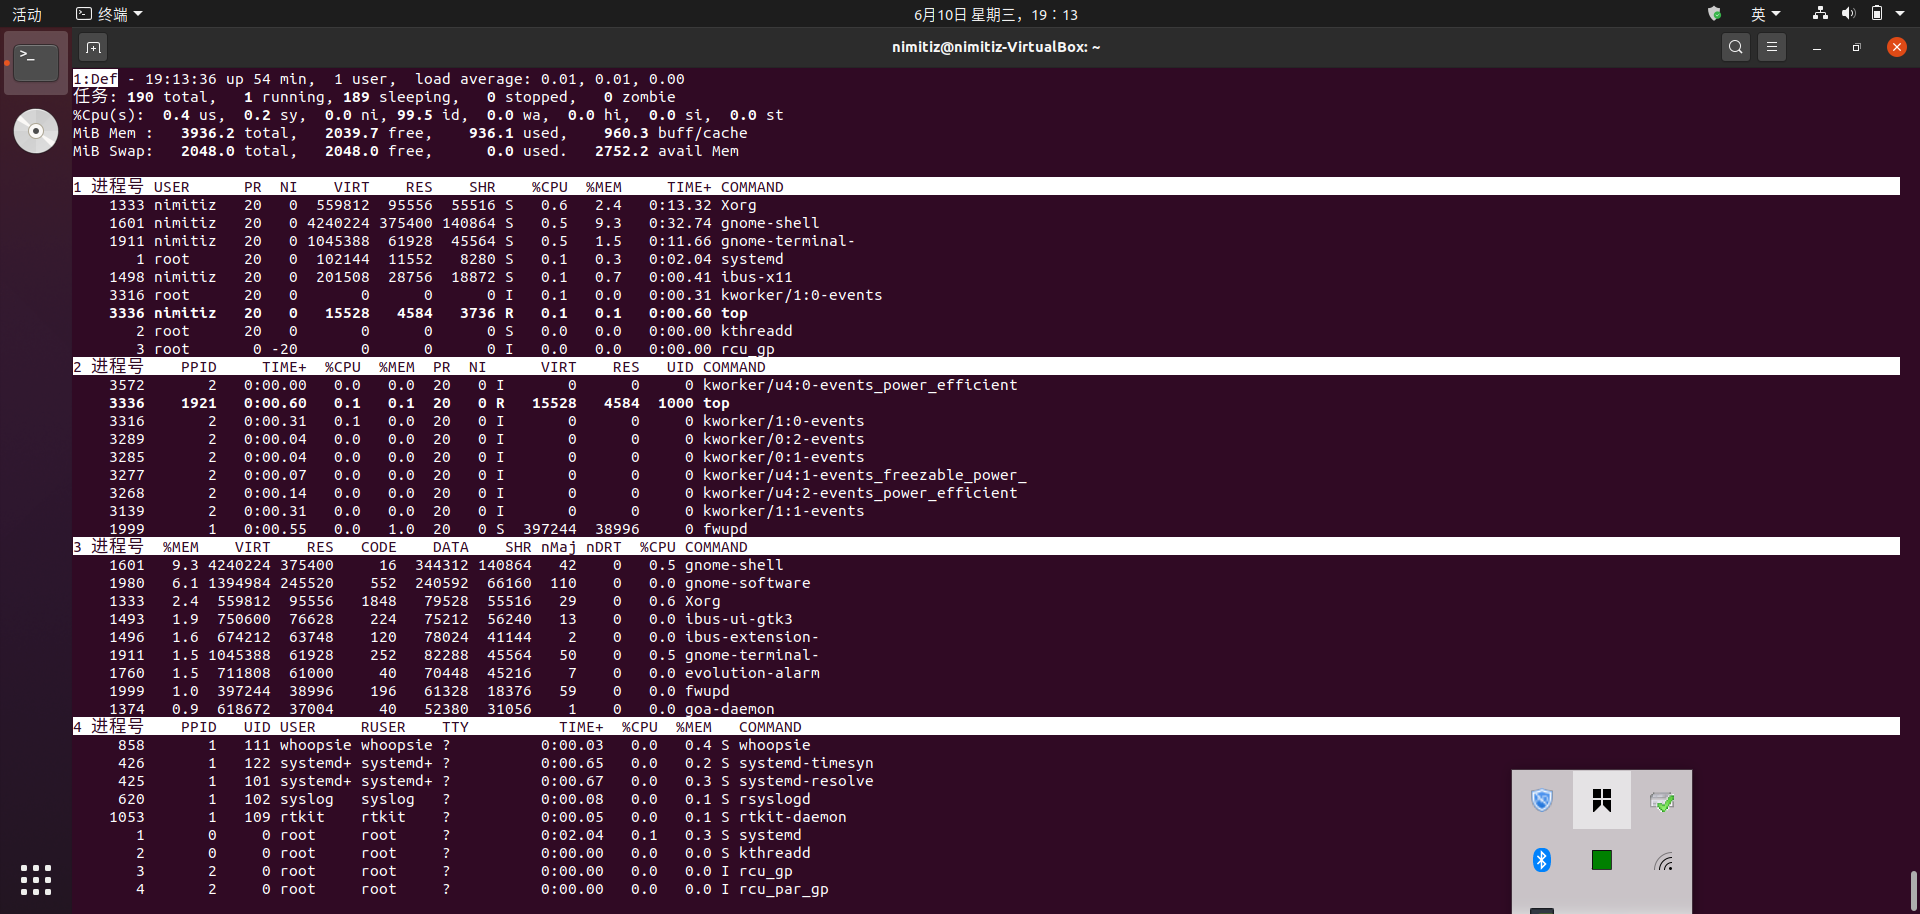 活动 终端 6月10日 星期三，19：13 英
nimitiz@nimitiz-VirtualBox: ~
1:Def - 19:13:36 up 54 min,  1 user,  load average: 0.01, 0.01, 0.00
任务: 190 total,   1 running, 189 sleeping,   0 stopped,   0 zombie
%Cpu(s):  0.4 us,  0.2 sy,  0.0 ni, 99.5 id,  0.0 wa,  0.0 hi,  0.0 si,  0.0 st
MiB Mem :   3936.2 total,   2039.7 free,    936.1 used,    960.3 buff/cache
MiB Swap:   2048.0 total,   2048.0 free,      0.0 used.   2752.2 avail Mem
1 进程号 USER      PR  NI    VIRT    RES    SHR    %CPU  %MEM     TIME+ COMMAND
1333 nimitiz   20   0  559812  95556  55516 S   0.6   2.4   0:13.32 Xorg
1601 nimitiz   20   0 4240224 375400 140864 S   0.5   9.3   0:32.74 gnome-shell
1911 nimitiz   20   0 1045388  61928  45564 S   0.5   1.5   0:11.66 gnome-terminal-
1 root      20   0  102144  11552   8280 S   0.1   0.3   0:02.04 systemd
1498 nimitiz   20   0  201508  28756  18872 S   0.1   0.7   0:00.41 ibus-x11
3316 root      20   0       0      0      0 I   0.1   0.0   0:00.31 kworker/1:0-events
3336 nimitiz   20   0   15528   4584   3736 R   0.1   0.1   0:00.60 top
2 root      20   0       0      0      0 S   0.0   0.0   0:00.00 kthreadd
3 root       0 -20       0      0      0 I   0.0   0.0   0:00.00 rcu_gp
2 进程号    PPID     TIME+  %CPU  %MEM  PR  NI      VIRT    RES   UID COMMAND
3572       2   0:00.00   0.0   0.0  20   0 I       0      0     0 kworker/u4:0-events_power_efficient
3336    1921   0:00.60   0.1   0.1  20   0 R   15528   4584  1000 top
3316       2   0:00.31   0.1   0.0  20   0 I       0      0     0 kworker/1:0-events
3289       2   0:00.04   0.0   0.0  20   0 I       0      0     0 kworker/0:2-events
3285       2   0:00.04   0.0   0.0  20   0 I       0      0     0 kworker/0:1-events
3277       2   0:00.07   0.0   0.0  20   0 I       0      0     0 kworker/u4:1-events_freezable_power_
3268       2   0:00.14   0.0   0.0  20   0 I       0      0     0 kworker/u4:2-events_power_efficient
3139       2   0:00.31   0.0   0.0  20   0 I       0      0     0 kworker/1:1-events
1999       1   0:00.55   0.0   1.0  20   0 S  397244  38996     0 fwupd
3 进程号  %MEM    VIRT    RES   CODE    DATA    SHR nMaj nDRT  %CPU COMMAND
1601   9.3 4240224 375400     16  344312 140864   42    0   0.5 gnome-shell
1980   6.1 1394984 245520    552  240592  66160  110    0   0.0 gnome-software
1333   2.4  559812  95556   1848   79528  55516   29    0   0.6 Xorg
1493   1.9  750600  76628    224   75212  56240   13    0   0.0 ibus-ui-gtk3
1496   1.6  674212  63748    120   78024  41144    2    0   0.0 ibus-extension-
1911   1.5 1045388  61928    252   82288  45564   50    0   0.5 gnome-terminal-
1760   1.5  711808  61000     40   70448  45216    7    0   0.0 evolution-alarm
1999   1.0  397244  38996    196   61328  18376   59    0   0.0 fwupd
1374   0.9  618672  37004     40   52380  31056    1    0   0.0 goa-daemon
4 进程号    PPID   UID USER     RUSER    TTY          TIME+  %CPU  %MEM   COMMAND
858       1   111 whoopsie whoopsie ?          0:00.03   0.0   0.4 S whoopsie
426       1   122 systemd+ systemd+ ?          0:00.65   0.0   0.2 S systemd-timesyn
425       1   101 systemd+ systemd+ ?          0:00.67   0.0   0.3 S systemd-resolve
620       1   102 syslog   syslog   ?          0:00.08   0.0   0.1 S rsyslogd
1053       1   109 rtkit    rtkit    ?          0:00.05   0.0   0.1 S rtkit-daemon
1       0     0 root     root     ?          0:02.04   0.1   0.3 S systemd
2       0     0 root     root     ?          0:00.00   0.0   0.0 S kthreadd
3       2     0 root     root     ?          0:00.00   0.0   0.0 I rcu_gp
4       2     0 root     root     ?          0:00.00   0.0   0.0 I rcu_par_gp